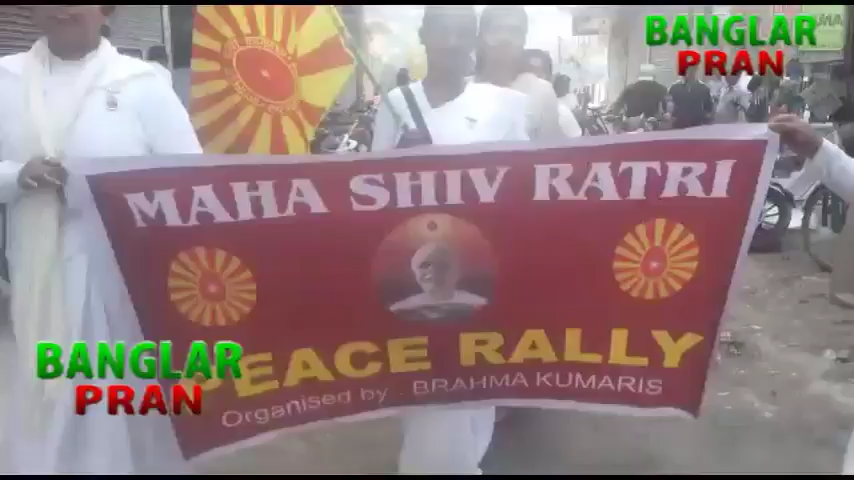 BANGLAR
PRAN
MAHA SHIV RATRI
PEACE RALLY
Organised by : BRAHMA KUMARIS
BANGLAR
PRAN